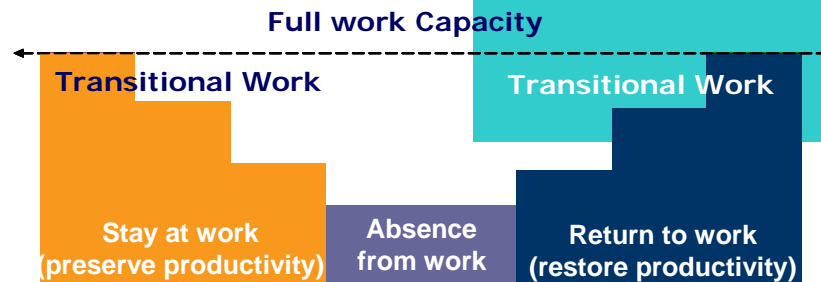 Full work Capacity
Transitional Work
Transitional Work
Stay at work
(preserve productivity)
Absence
from work
Return to work
(restore productivity)